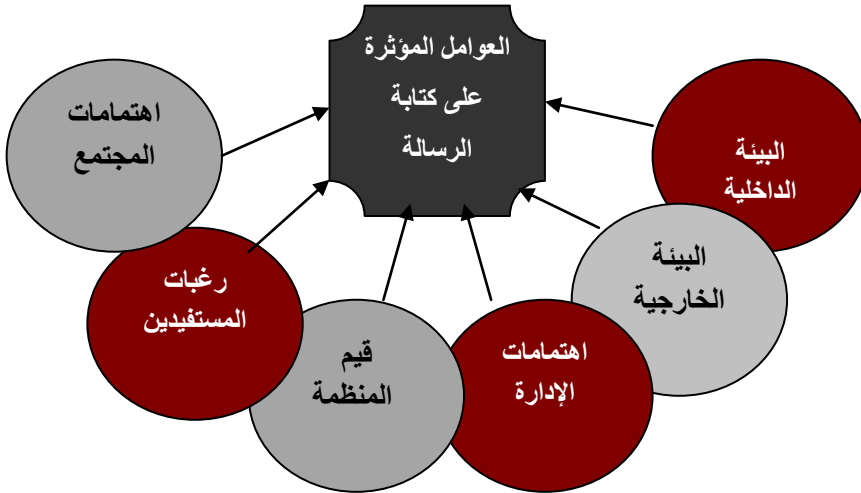 العوامل المؤثرة
على كتابة
الرسالة
البيئة
الداخلية
البيئة
الخارجية
اهتمامات
الإدارة
قيم
المنظمة
رغبات
المستفيدين
اهتمامات
المجتمع